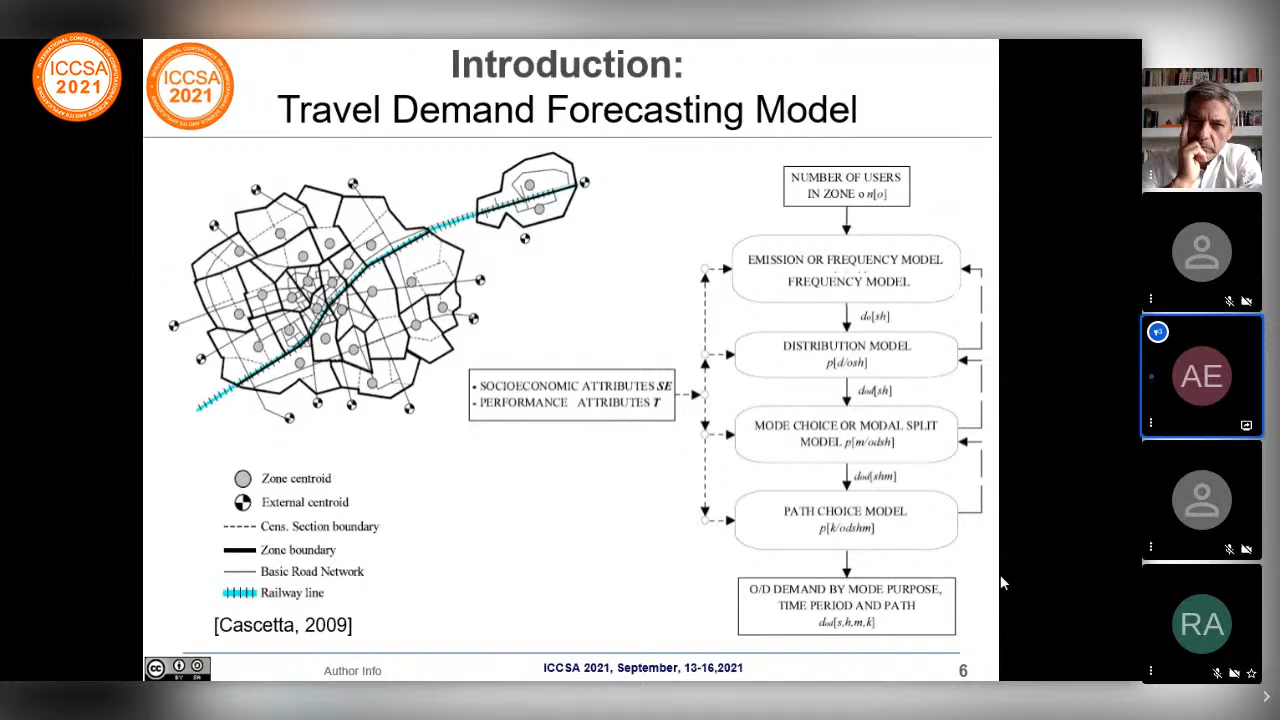 ICCSA
2021
ICCSA
2021
Introduction:
Travel Demand Forecasting Model
NUMBER OF USERS
IN ZONE o n[o]
EMISSION OR FREQUENCY MODEL
FREQUENCY MODEL
do[sh]
DISTRIBUTION MODEL
p[d/osh]
dod[sh]
- SOCIOECONOMIC ATTRIBUTES SE
- PERFORMANCE ATTRIBUTES T
MODE CHOICE OR MODAL SPLIT
MODEL p[m/odsh]
dod[shm]
PATH CHOICE MODEL
p[k/odshm]
O/D DEMAND BY MODE PURPOSE,
TIME PERIOD AND PATH
dod[s,h,m,k]
Zone centroid
External centroid
Cens. Section boundary
Zone boundary
Basic Road Network
Railway line
[Cascetta, 2009]
cc
BY SA
Author Info
ICCSA 2021, September, 13-16,2021
6
AE
RA